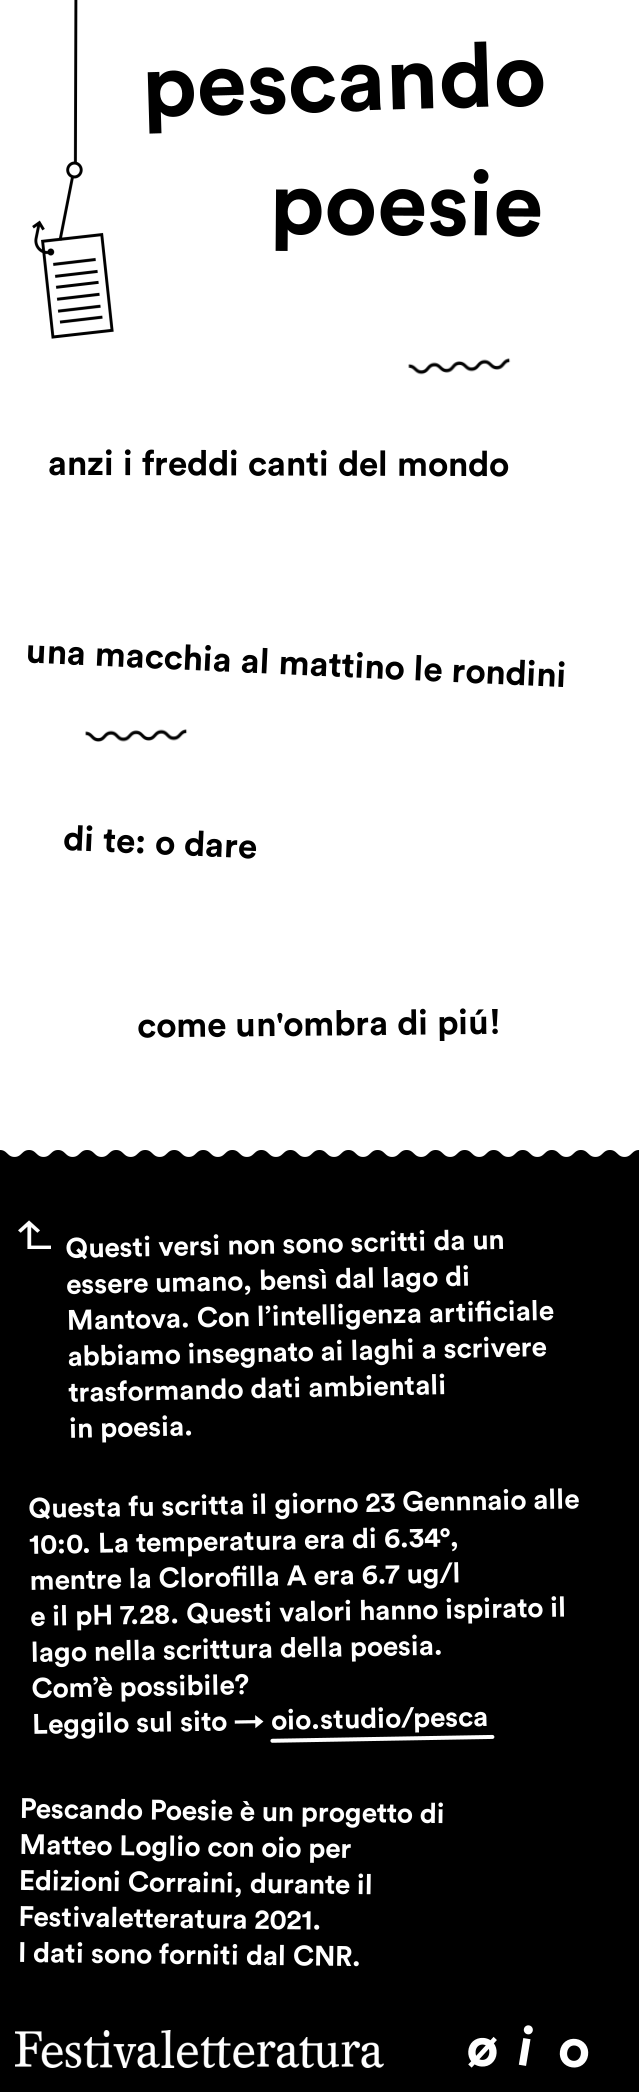 pescando
poesie
anzi i freddi canti del mondo
una macchia al mattino le rondini
di te: o dare
come un'ombra di piú!
Questi versi non sono scritti da un
essere umano, bensì dal lago di
Mantova. Con l’intelligenza artificiale
abbiamo insegnato ai laghi a scrivere
trasformando dati ambientali
in poesia.
Questa fu scritta il giorno 23 Gennnaio alle
10:0. La temperatura era di 6.34°,
mentre la Clorofilla A era 6.7 ug/l
e il pH 7.28. Questi valori hanno ispirato il
lago nella scrittura della poesia.
Com’è possibile?
Leggilo sul sito → oio.studio/pesca
Pescando Poesie è un progetto di
Matteo Loglio con oio per
Edizioni Corraini, durante il
Festivaletteratura 2021.
I dati sono forniti dal CNR.
Festivaletteratura øio